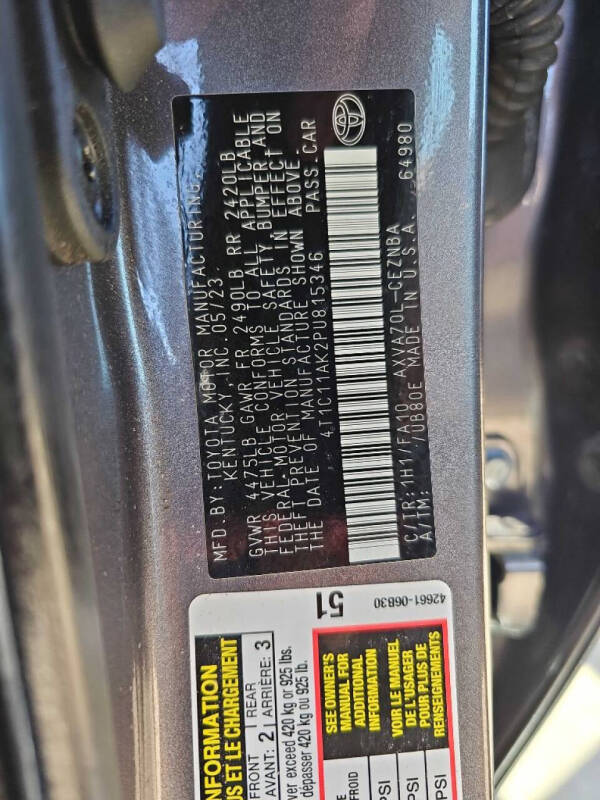 MFD.BY:TOYOTA MOTOR MANUFACTURING,
KENTUCKY, INC. 05/23
GVWR 4475LB GAWR FR 2490LB RR 2420LB
THIS VEHICLE CONFORMS TO ALL APPLICABLE
FEDERAL MOTOR VEHICLE SAFETY, BUMPER AND
THEFT PREVENTION STANDARDS IN EFFECT ON
THE DATE OF MANUFACTURE SHOWN ABOVE.
4T1C11AK2PU815346 PASS.CAR
C/TR: 1H1/FA10 AXVA70L-CEZNBA
A/TM: /0B80E MADE IN U.S.A. 64980
51
42661-06B30
INFORMATION
US ET LE CHARGEMENT
FRONT
AVANT: 2
REAR
ARRIÈRE: 3
ver exceed 420 kg or 925 lbs.
dépasser 420 kg ou 925 lb.
SEE OWNER'S
MANUAL FOR
ADDITIONAL
INFORMATION
VOIR LE MANUEL
DE L'USAGER
POUR PLUS DE
RENSEIGNEMENTS
FROID
PSI
PSI